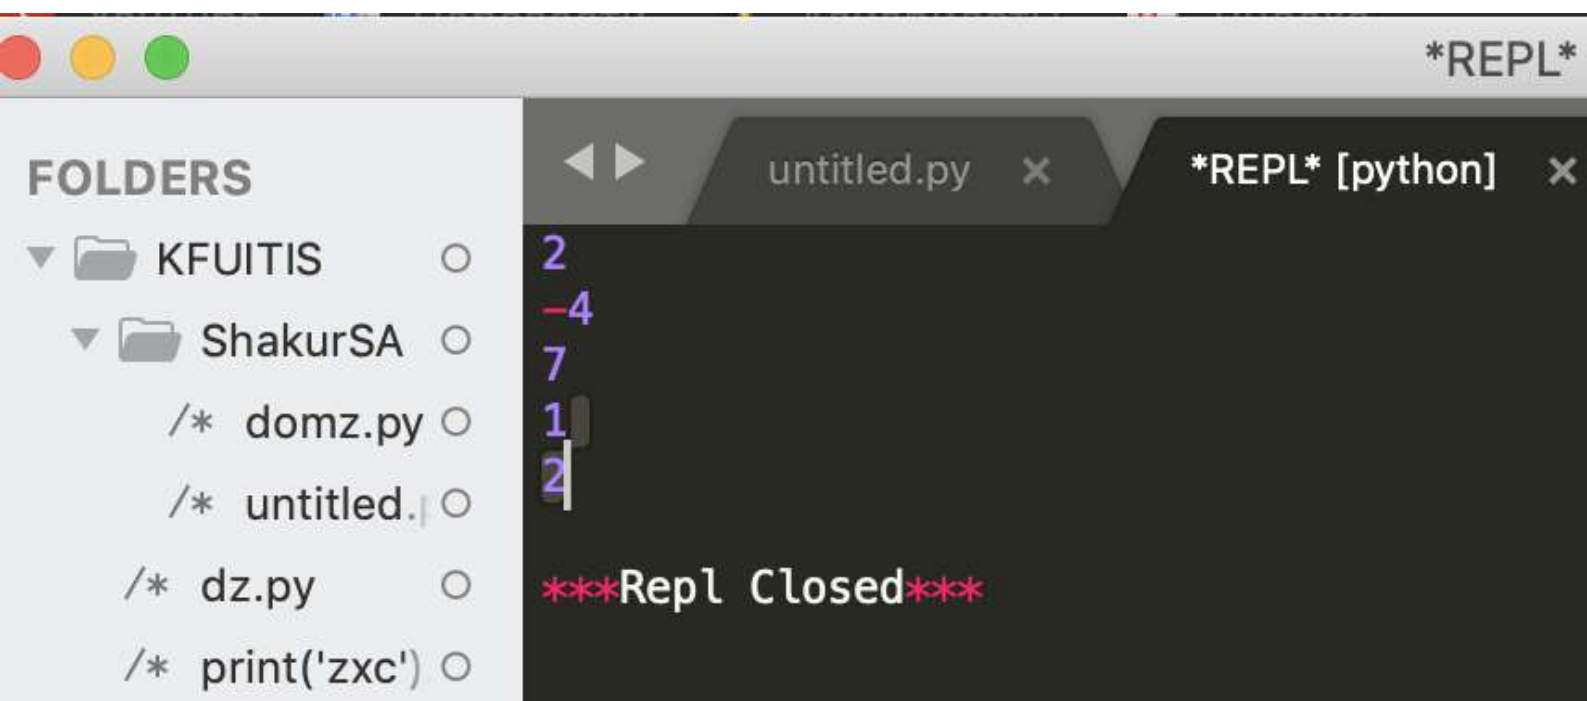 *REPL*
FOLDERS
KFUITIS
ShakurSA
/* domz.py
/* untitled.
/* dz.py
/* print('zxc')
untitled.py ×
*REPL* [python] ×
2
-4
7
1
2
***Repl Closed***